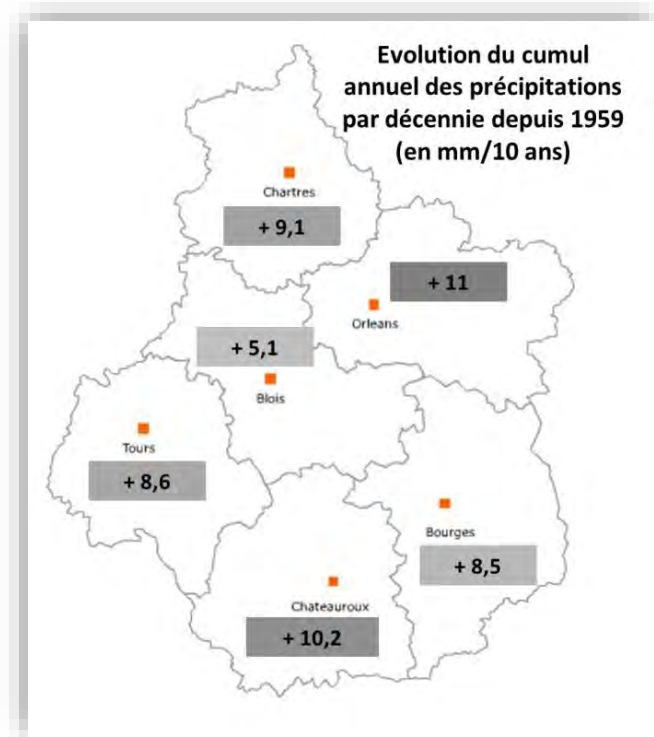 Evolution du cumul
annuel des précipitations
par décennie depuis 1959
(en mm/10 ans)
Chartres
+ 9,1
+ 11
Orleans
+ 5,1
Blois
Tours
+ 8,6
Bourges
+ 8,5
Chateauroux
+ 10,2